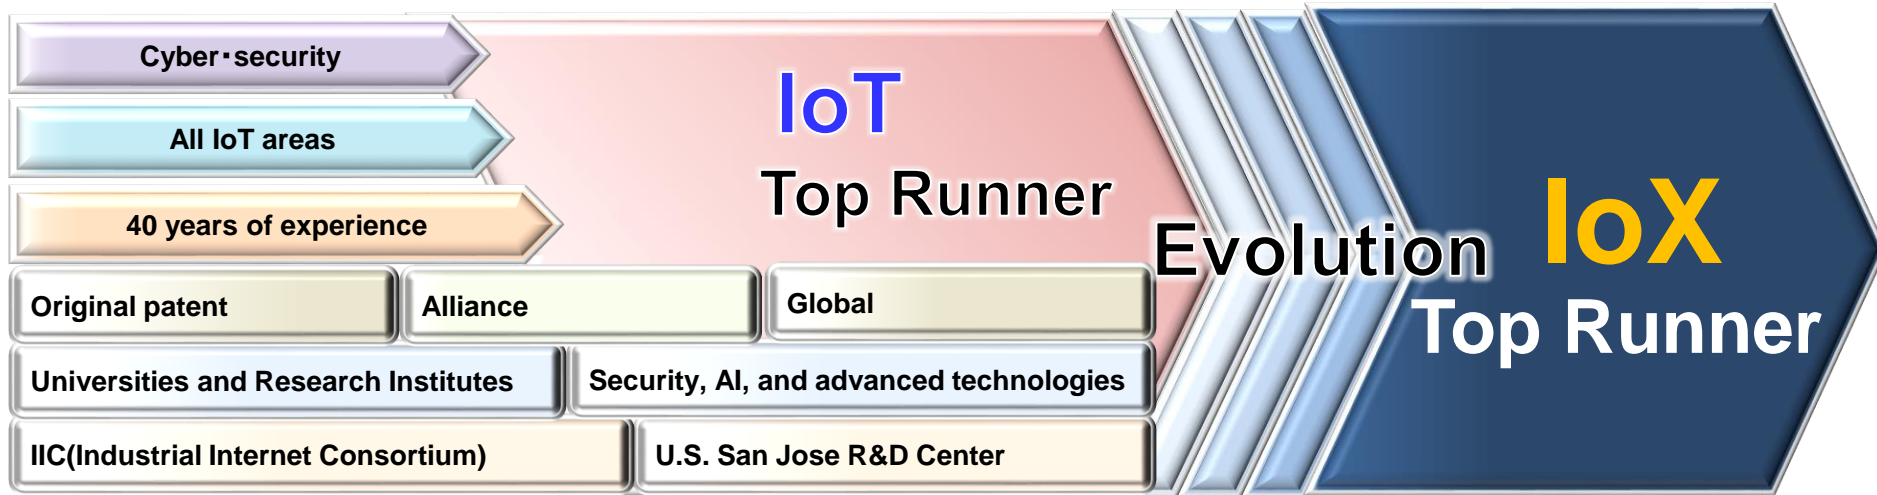 Cyber・security
All IoT areas
40 years of experience
IoT
Top Runner
Evolution
IoX
Top Runner
Original patent
Alliance
Global
Universities and Research Institutes
Security, AI, and advanced technologies
IIC(Industrial Internet Consortium)
U.S. San Jose R&D Center